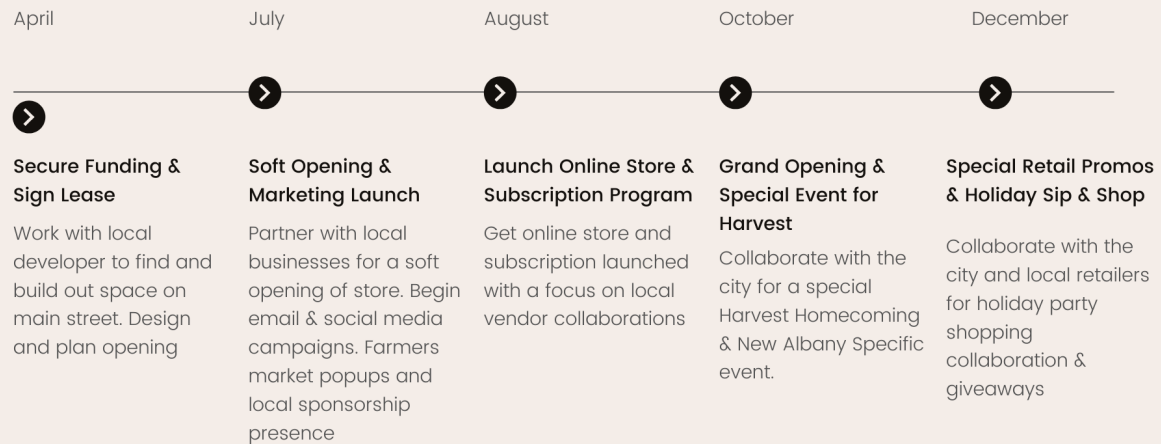 April
July
August
October
December
Secure Funding &
Sign Lease
Work with local
developer to find and
build out space on
main street. Design
and plan opening
Soft Opening &
Marketing Launch
Partner with local
businesses for a soft
opening of store. Begin
email & social media
campaigns. Farmers
market popups and
local sponsorship
presence
Launch Online Store &
Subscription Program
Get online store and
subscription launched
with a focus on local
vendor collaborations
Grand Opening &
Special Event for
Harvest
Collaborate with the
city for a special
Harvest Homecoming
& New Albany Specific
event.
Special Retail Promos
& Holiday Sip & Shop
Collaborate with the
city and local retailers
for holiday party
shopping
collaboration &
giveaways